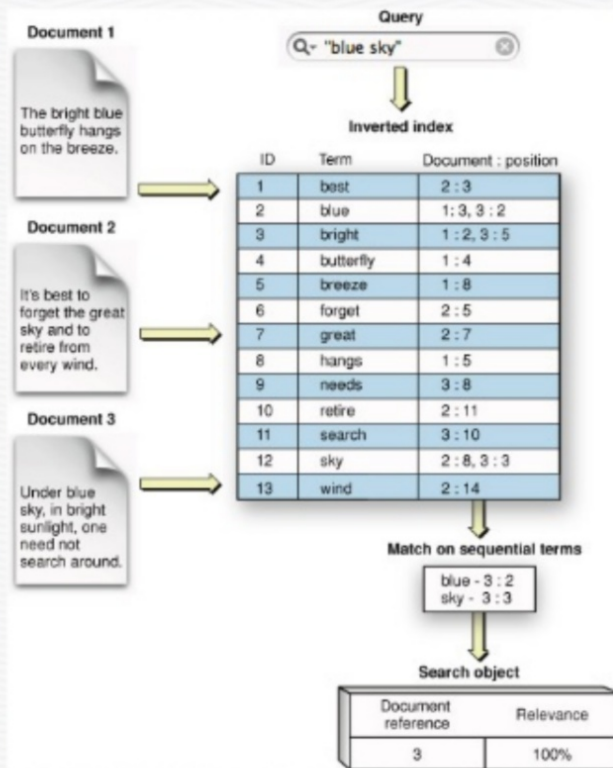 Document 1
The bright blue
butterfly hangs
on the breeze.
Document 2
It's best to
forget the great
sky and to
retire from
every wind.
Document 3
Under blue
sky, in bright
sunlight, one
need not
search around.
Query
"blue sky"
Inverted index
ID Term Document : position
1 best 2 : 3
2 blue 1: 3, 3 : 2
3 bright 1 : 2, 3 : 5
4 butterfly 1 : 4
5 breeze 1 : 8
6 forget 2 : 5
7 great 2 : 7
8 hangs 1 : 5
9 needs 3 : 8
10 retire 2 : 11
11 search 3 : 10
12 sky 2 : 8, 3 : 3
13 wind 2 : 14
Match on sequential terms
blue - 3 : 2
sky - 3 : 3
Search object
Document
reference
Relevance
3 100%